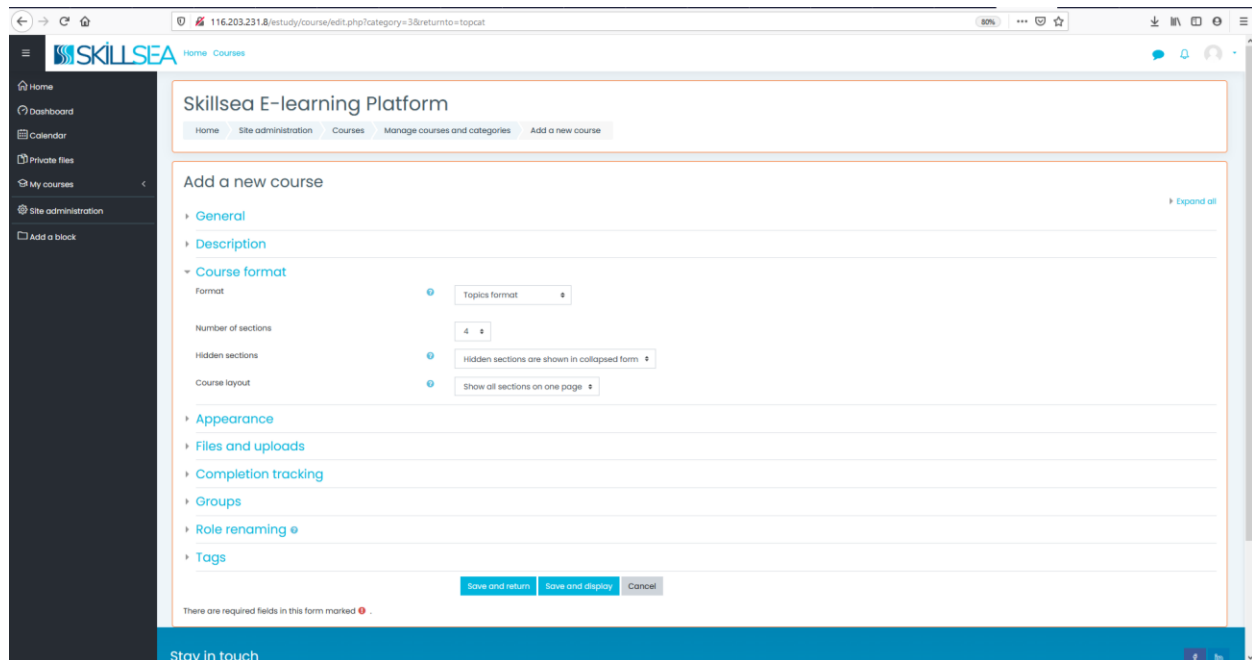 116.203.231.8/estudy/course/edit.php?category=3&returnto=topcat
80%
SKILLSEA Home Courses
Home
Dashboard
Calendar
Private files
My courses
Site administration
Add a block
Skillsea E-learning Platform
Home Site administration Courses Manage courses and categories Add a new course
Add a new course
Expand all
General
Description
Course format
Format Topics format
Number of sections 4
Hidden sections Hidden sections are shown in collapsed form
Course layout Show all sections on one page
Appearance
Files and uploads
Completion tracking
Groups
Role renaming
Tags
Save and return Save and display Cancel
There are required fields in this form marked .
Stay in touch